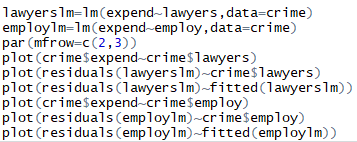 lawyerslm=lm(expend~lawyers,data=crime)
employlm=lm(expend~employ,data=crime)
par(mfrow=c(2,3))
plot(crime$expend~crime$lawyers)
plot(residuals(lawyerslm)~crime$lawyers)
plot(residuals(lawyerslm)~fitted(lawyerslm))
plot(crime$expend~crime$employ)
plot(residuals(employlm)~crime$employ)
plot(residuals(employlm)~fitted(employlm))